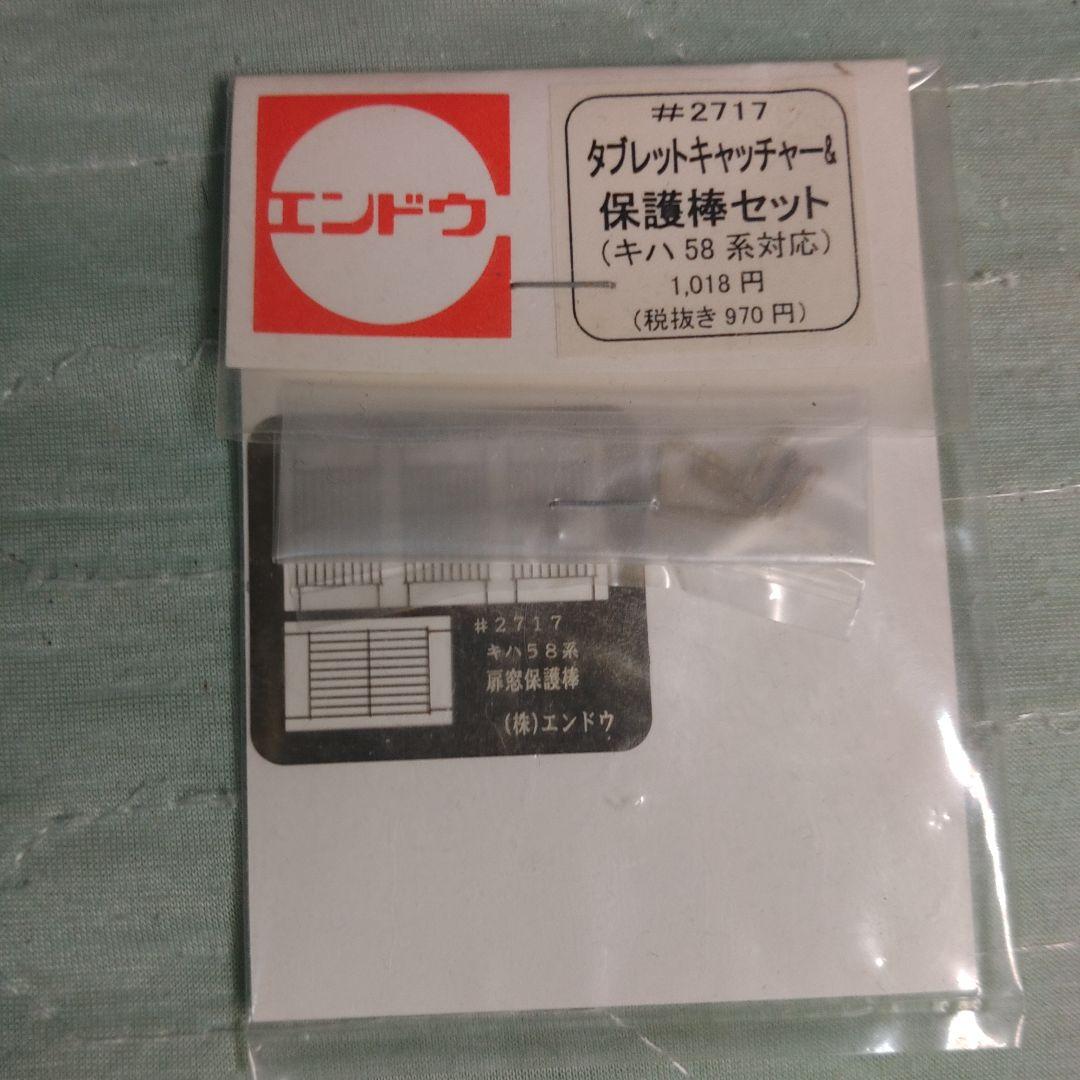 エンドウ
#2717
タブレットキャッチャー&
保護棒セット
(キハ58系対応)
1,018円
(税抜き970円)
#2717
キハ58系
扉窓保護棒
(株)エンドウ